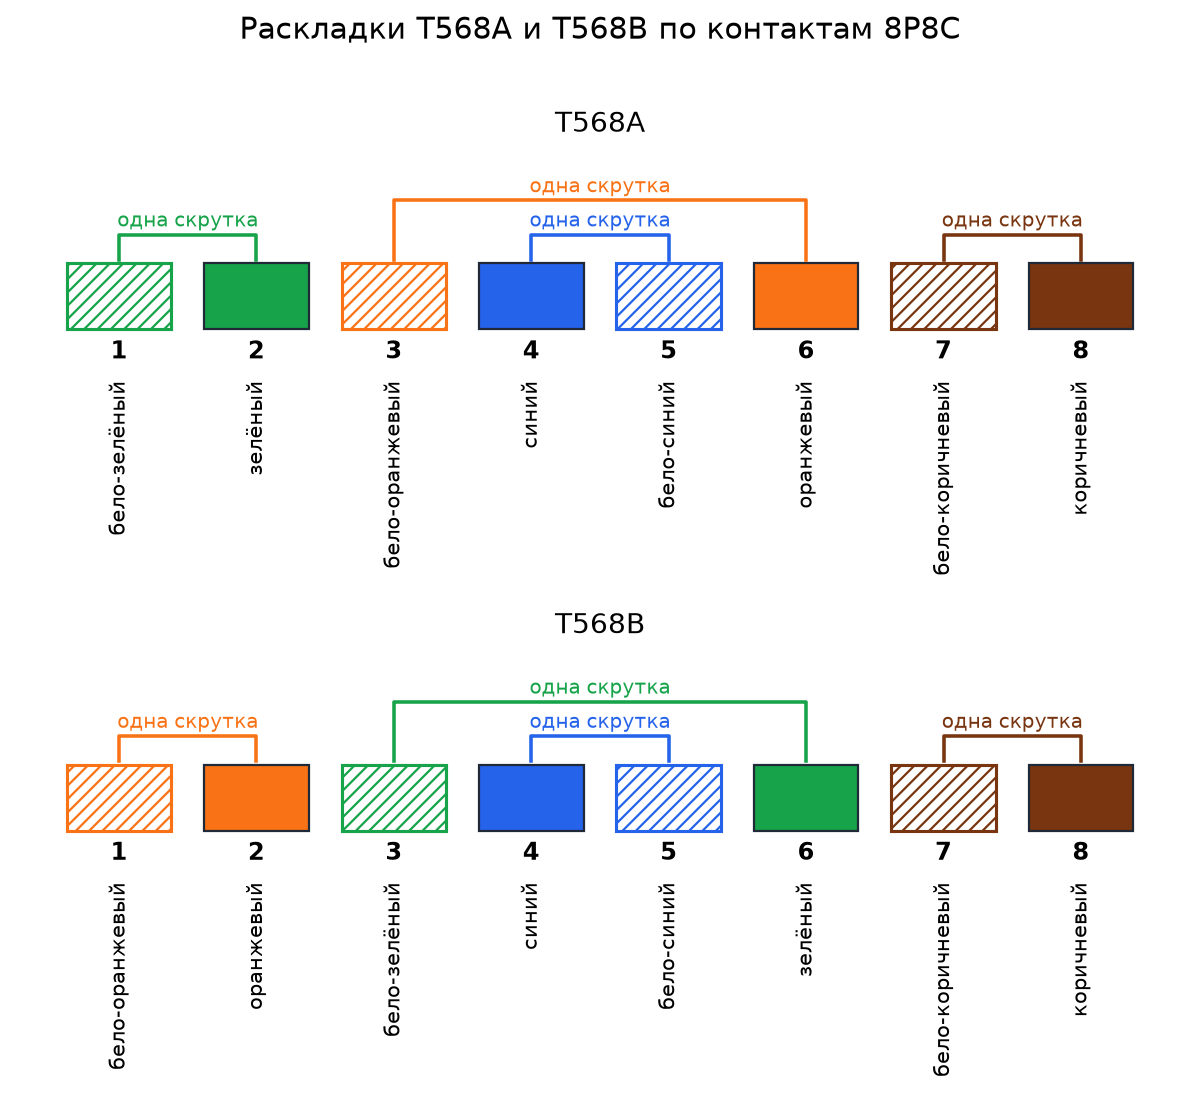 Раскладки T568A и T568B по контактам 8P8C
T568A
одна скрутка
одна скрутка
одна скрутка
одна скрутка
1 2 3 4 5 6 7 8
бело-зелёный
зелёный
бело-оранжевый
синий
бело-синий
оранжевый
бело-коричневый
коричневый
T568B
одна скрутка
одна скрутка
одна скрутка
одна скрутка
1 2 3 4 5 6 7 8
бело-оранжевый
оранжевый
бело-зелёный
синий
бело-синий
зелёный
бело-коричневый
коричневый